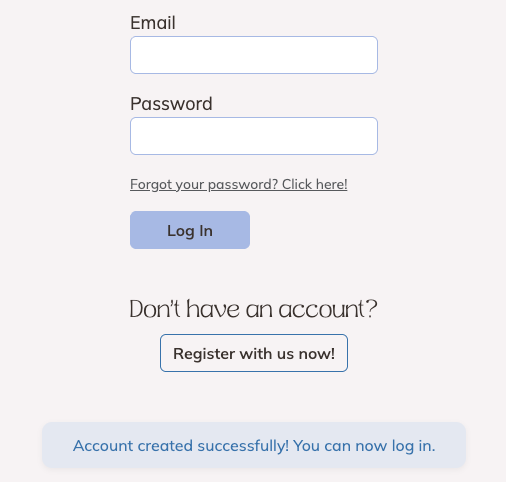 Email
Password
Forgot your password? Click here!
Log In
Don't have an account?
Register with us now!
Account created successfully! You can now log in.